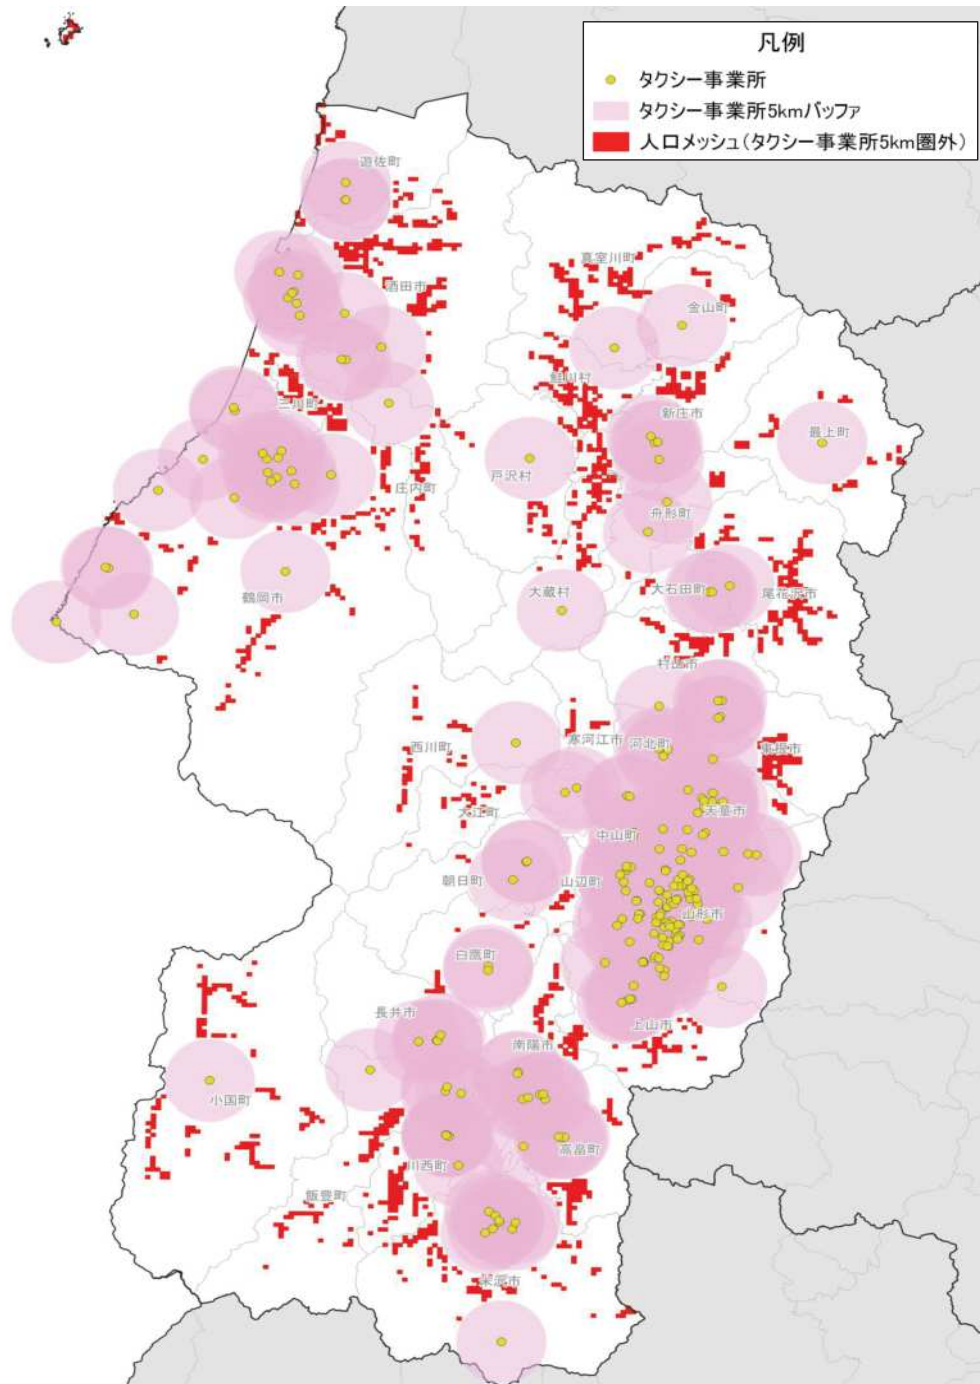 凡例
タクシー事業所
タクシー事業所5kmバッファ
人口メッシュ(タクシー事業所5km圏外)
遊佐町
酒田市
真室川町
金山町
鮭川村
三川町
新庄市
最上町
戸沢村
庄内町
舟形町
鶴岡市
大蔵村
大石田町
尾花沢市
村山市
西川町
寒河江市
河北町
東根市
大江町
天童市
中山町
朝日町
山辺町
山形市
白鷹町
長井市
上山市
南陽市
小国町
高畠町
川西町
飯豊町
米沢市